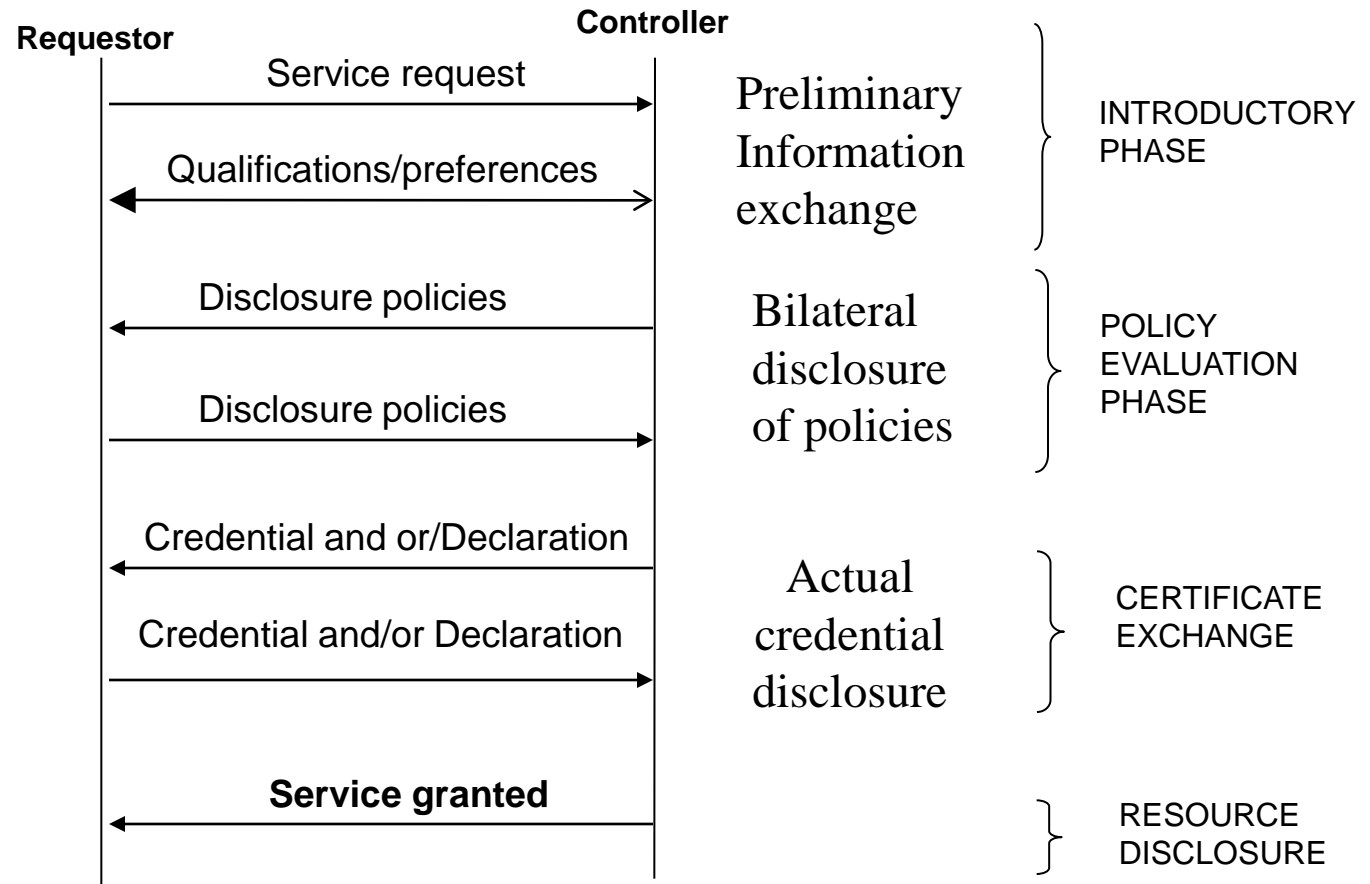 Requestor
Controller
Service request
Qualifications/preferences
Preliminary
Information
exchange
INTRODUCTORY
PHASE
Disclosure policies
Disclosure policies
Bilateral
disclosure
of policies
POLICY
EVALUATION
PHASE
Credential and or/Declaration
Credential and/or Declaration
Actual
credential
disclosure
CERTIFICATE
EXCHANGE
Service granted
RESOURCE
DISCLOSURE